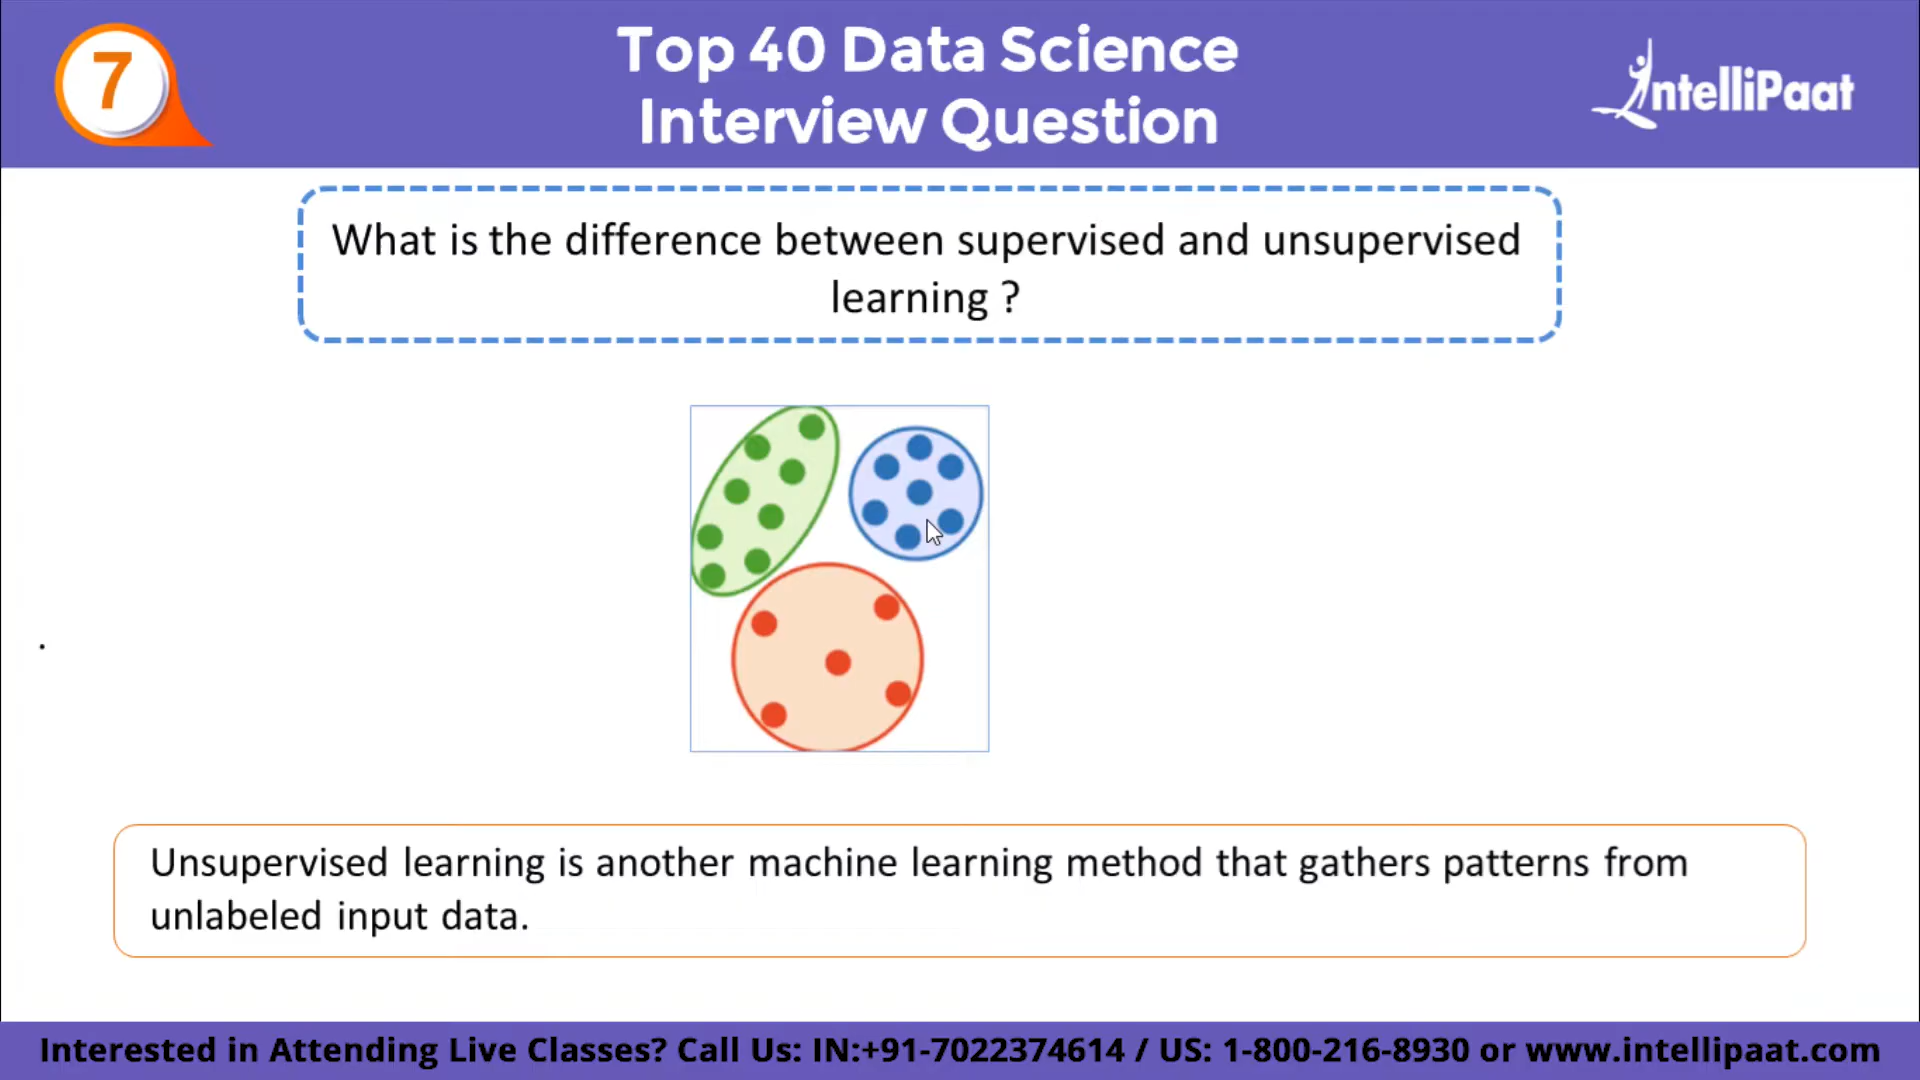 7
Top 40 Data Science
Interview Question
IntelliPaat
What is the difference between supervised and unsupervised
learning ?
.
Unsupervised learning is another machine learning method that gathers patterns from
unlabeled input data.
Interested in Attending Live Classes? Call Us: IN:+91-7022374614 / US: 1-800-216-8930 or www.intellipaat.com